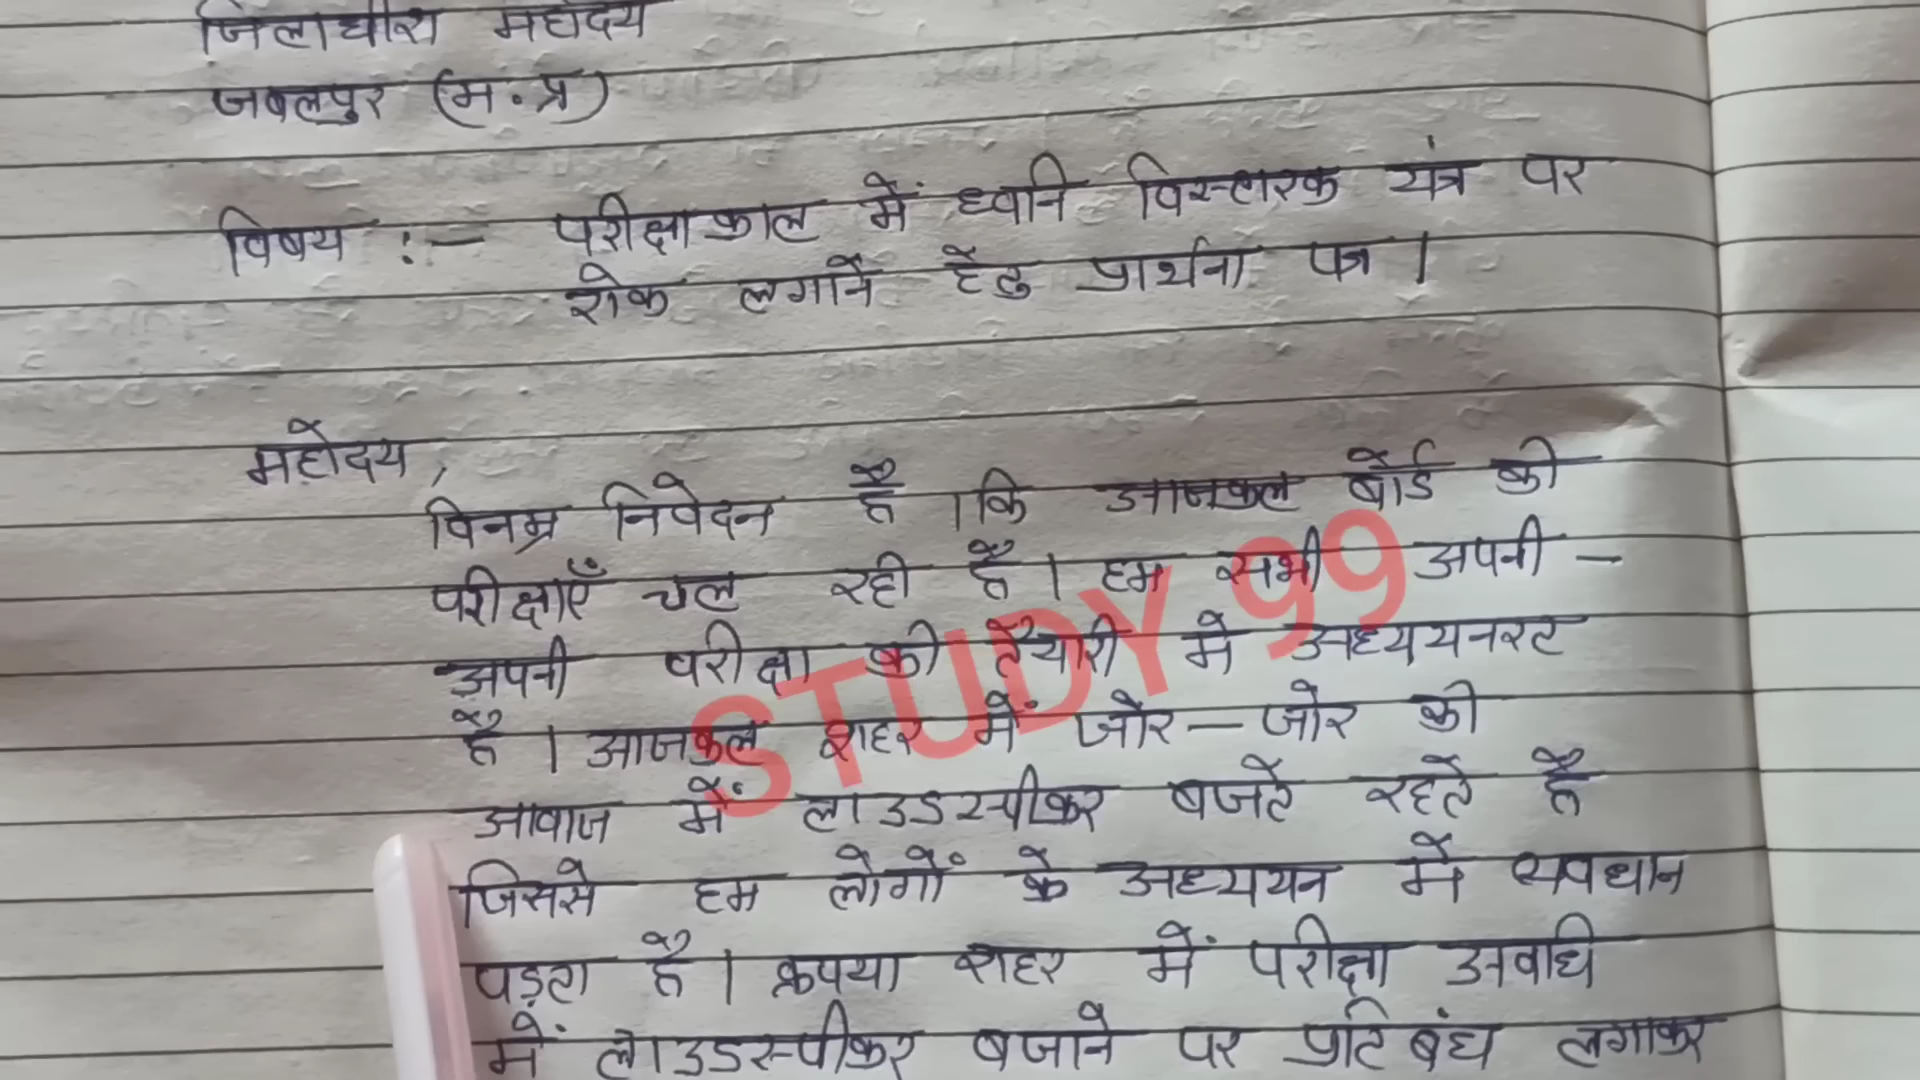 जिलाधीश महोदय
जबलपुर (म.प्र)
विषय :- परीक्षाकाल में ध्वनि विस्तारक यंत्र पर
रोक लगाने हेतु प्रार्थना पत्र ।
महोदय,
विनम्र निवेदन है ।कि आजकल बोर्ड की
परीक्षाएँ चल रही है । हम सभी अपनी -
अपनी परीक्षा की तैयारी मे अध्ययनरत
है । आजकल शहर में जोर - जोर की
आवाज में लाउडस्पीकर बजते रहते है
जिससे हम लोगों के अध्ययन मे व्यवधान
पड़ता है । कृपया शहर में परीक्षा अवधि
में लाउडस्पीकर बजाने पर प्रतिबंध लगाकर
STUDY 99